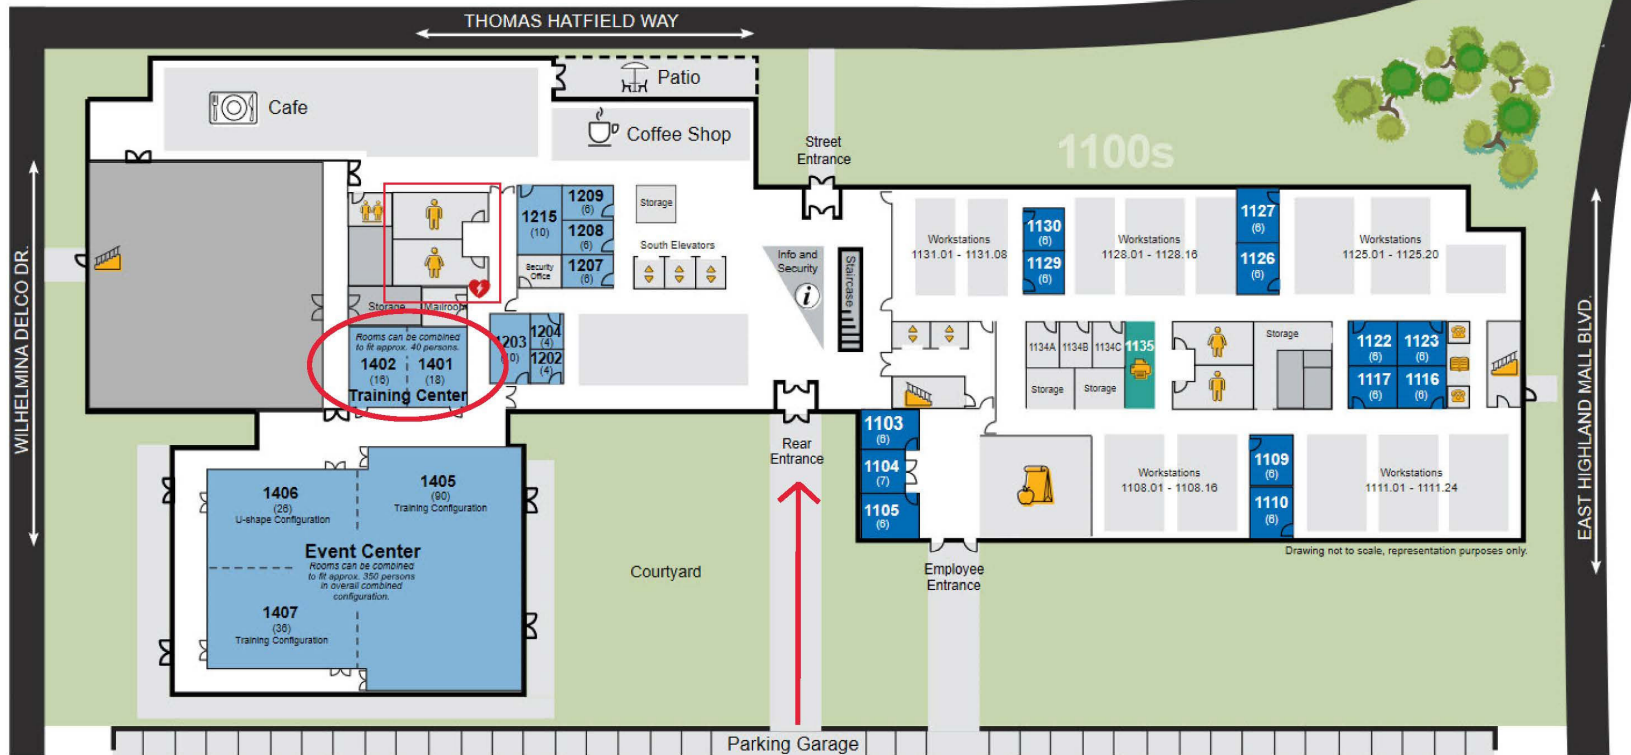 THOMAS HATFIELD WAY
Patio
Cafe
Coffee Shop
Street
Entrance
1100s
WILHELMINA DELCO DR.
EAST HIGHLAND MALL BLVD.
1215
(10)
1209
(6)
1208
(6)
1207
(6)
Security
Office
Storage
South Elevators
Info and
Security
i
Staircase
Workstations
1131.01 - 1131.08
1130
(6)
1129
(6)
Workstations
1128.01 - 1128.16
1127
(6)
1126
(6)
Workstations
1125.01 - 1125.20
Storage
Mailroom
Rooms can be combined
to fit approx. 40 persons.
1402
(16)
1401
(18)
Training Center
1203
(10)
1204
(4)
1202
(4)
1134A
1134B
1134C
1135
Storage
Storage
Storage
1122
(6)
1123
(6)
1117
(6)
1116
(6)
Rear
Entrance
1103
(6)
1104
(7)
1105
(6)
Workstations
1108.01 - 1108.16
1109
(6)
1110
(6)
Workstations
1111.01 - 1111.24
1406
(26)
U-shape Configuration
1405
(90)
Training Configuration
Event Center
Rooms can be combined
to fit approx. 350 persons
in overall combined
configuration.
1407
(36)
Training Configuration
Courtyard
Employee
Entrance
Drawing not to scale, representation purposes only.
Parking Garage